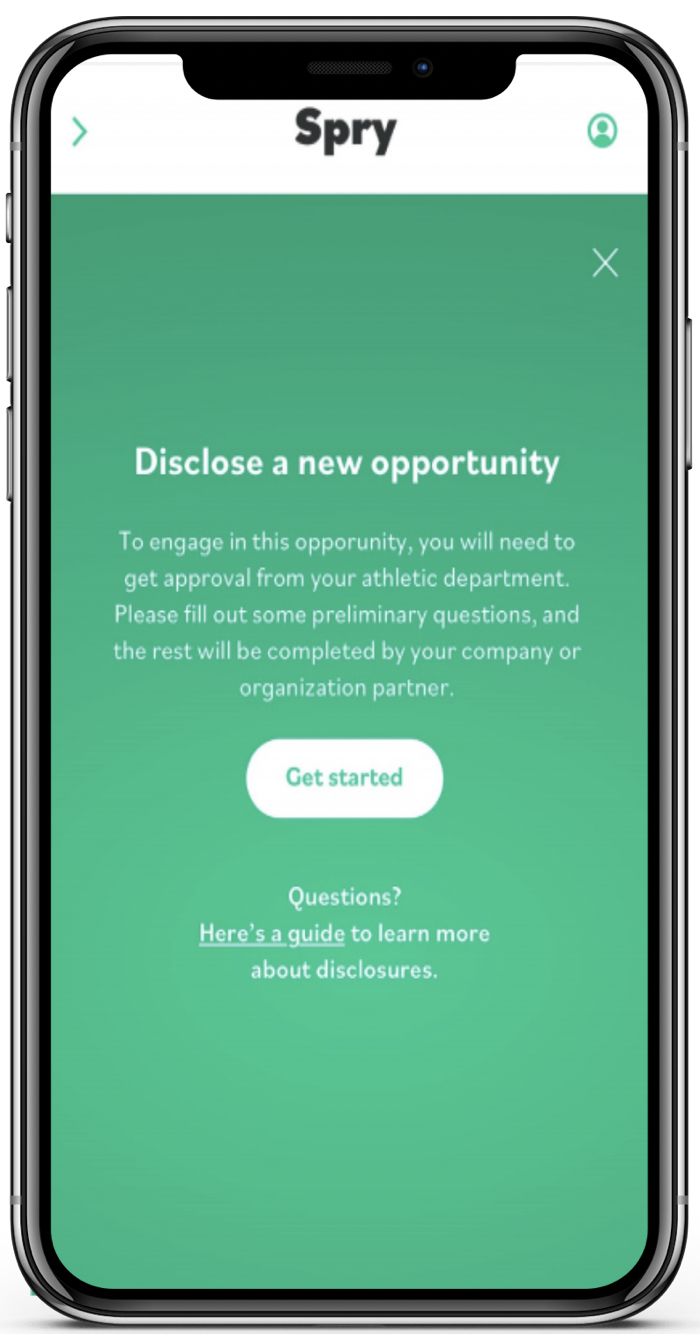 Spry
Disclose a new opportunity
To engage in this opporunity, you will need to
get approval from your athletic department.
Please fill out some preliminary questions, and
the rest will be completed by your company or
organization partner.
Get started
Questions?
Here's a guide to learn more
about disclosures.